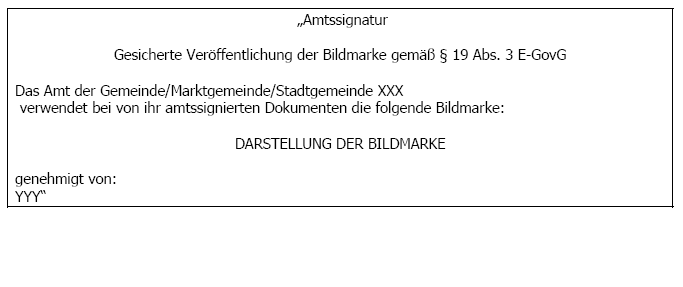 „Amtssignatur
Gesicherte Veröffentlichung der Bildmarke gemäß § 19 Abs. 3 E-GovG
Das Amt der Gemeinde/Marktgemeinde/Stadtgemeinde XXX
verwendet bei von ihr amtssignierten Dokumenten die folgende Bildmarke:
DARSTELLUNG DER BILDMARKE
genehmigt von:
YYY“